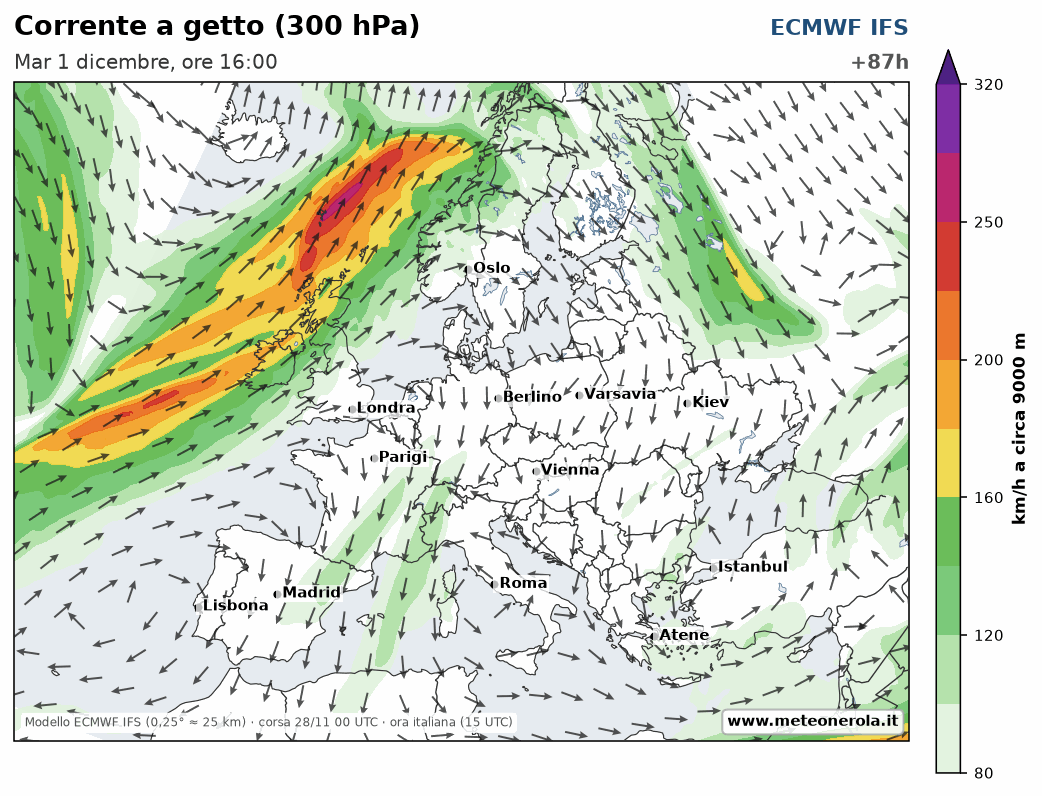 Corrente a getto (300 hPa)
ECMWF IFS
Mar 1 dicembre, ore 16:00
+87h
320
250
200
160
120
80
km/h a circa 9000 m
Oslo
Londra
Berlino
Varsavia
Kiev
Parigi
Vienna
Istanbul
Roma
Madrid
Lisbona
Atene
Modello ECMWF IFS (0,25° ≈ 25 km) · corsa 28/11 00 UTC · ora italiana (15 UTC)
www.meteonerola.it